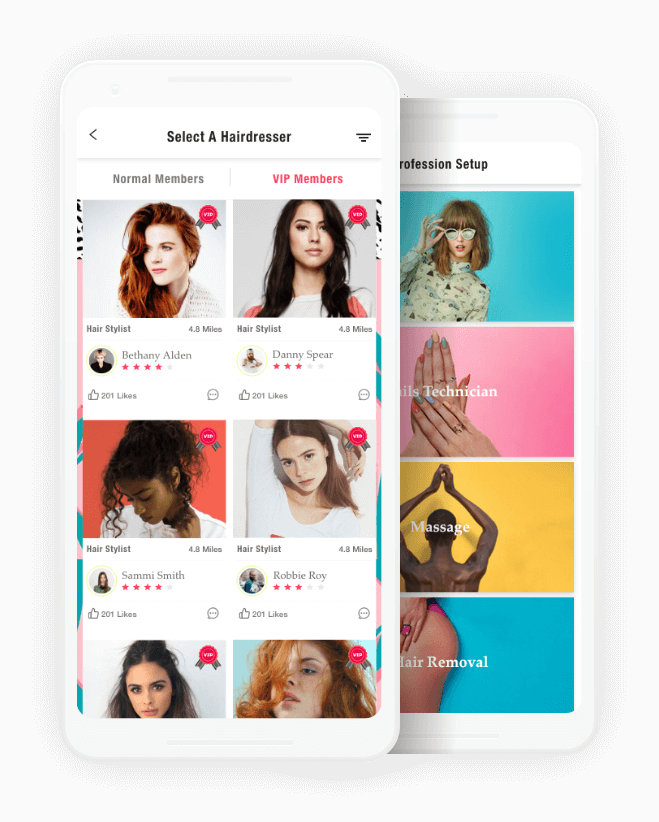 Select A Hairdresser
Normal Members
VIP Members
VIP
VIP
Hair Stylist
4.8 Miles
Hair Stylist
4.8 Miles
Bethany Alden
Danny Spear
201 Likes
201 Likes
VIP
VIP
Hair Stylist
4.8 Miles
Hair Stylist
4.8 Miles
Sammi Smith
Robbie Roy
201 Likes
201 Likes
VIP
VIP
rofession Setup
ils Technician
Massage
Hair Removal